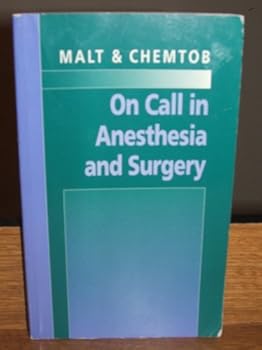 MALT & CHEMTOB
On Call in
Anesthesia
and Surgery